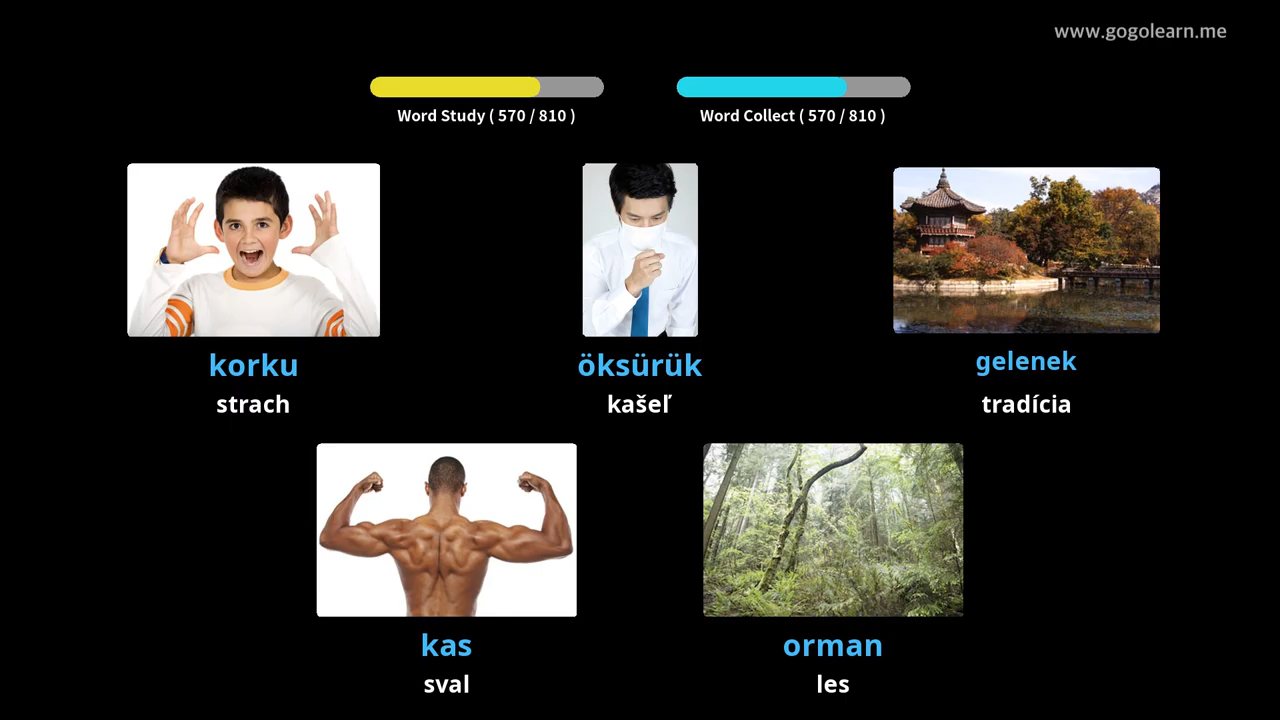 www.gogolearn.me
Word Study ( 570 / 810 )
Word Collect ( 570 / 810 )
korku
strach
öksürük
kašeľ
gelenek
tradícia
kas
sval
orman
les